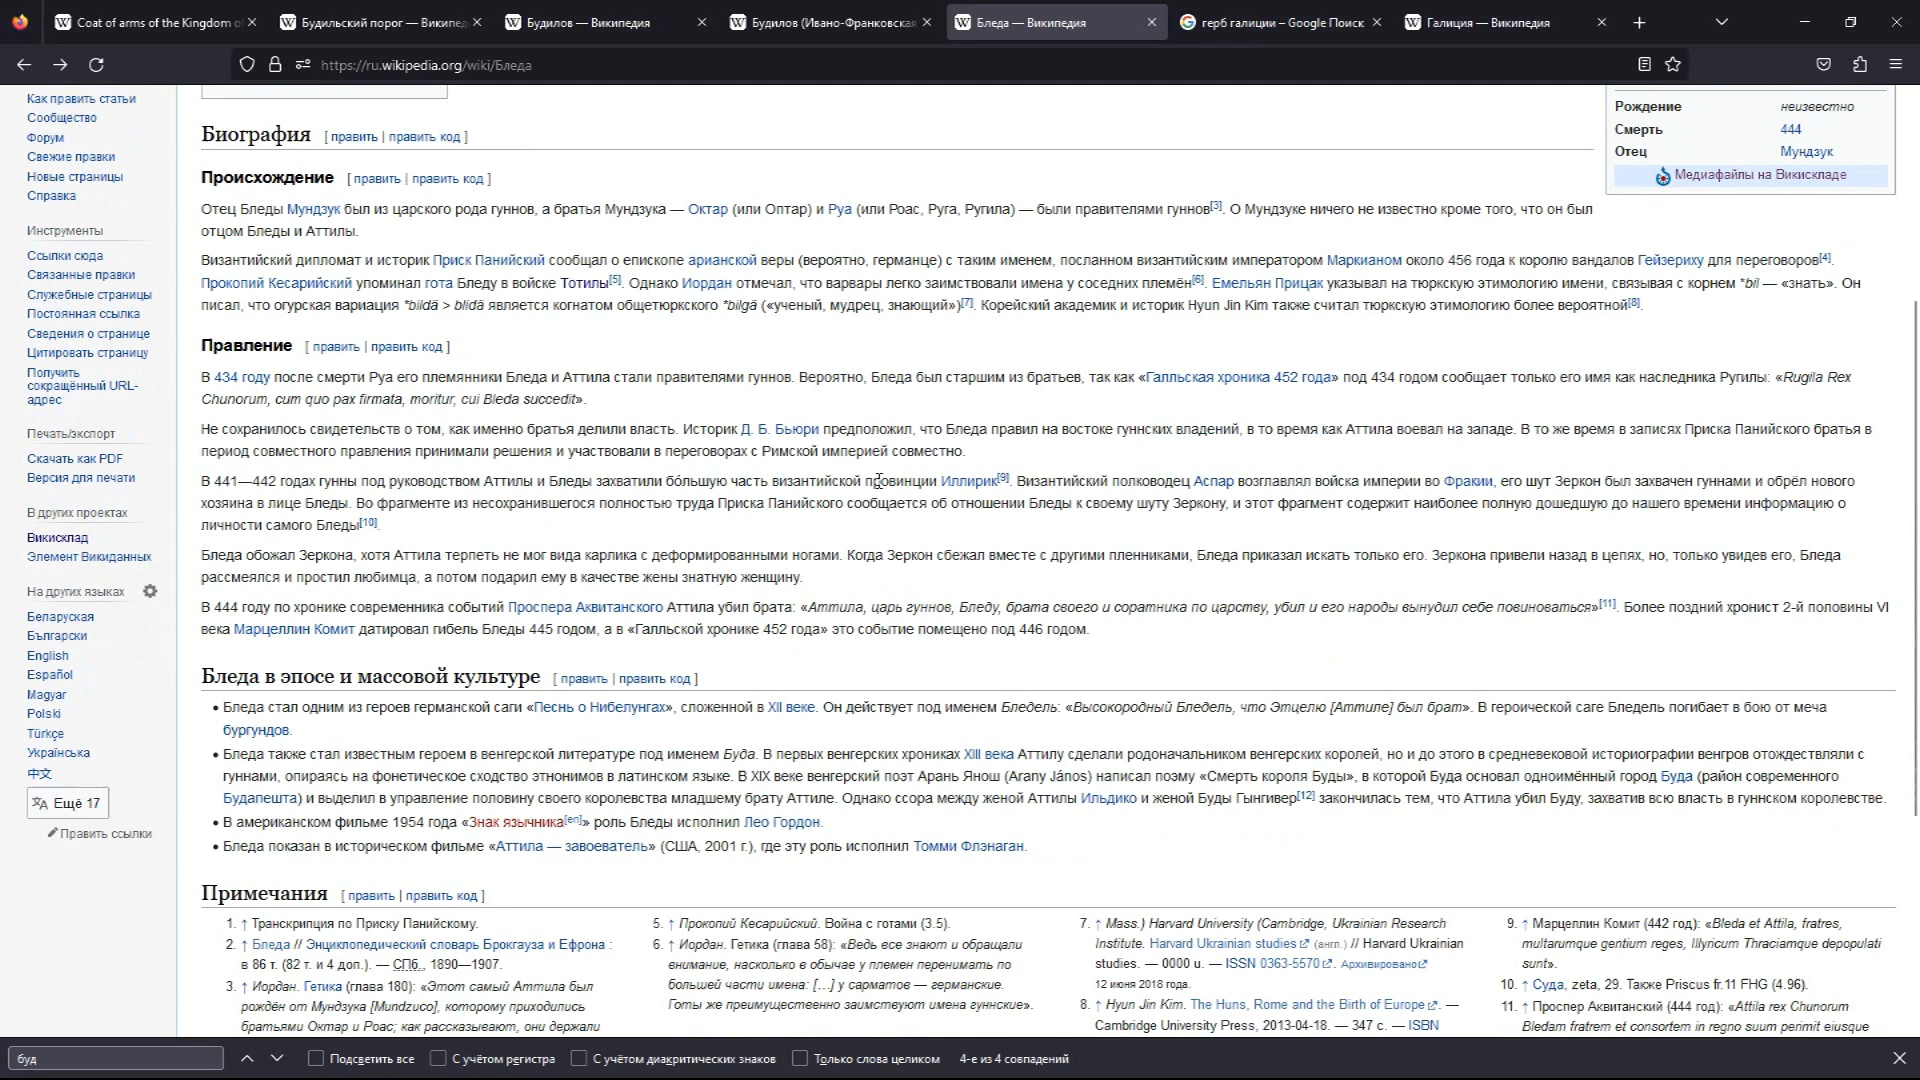 Coat of arms of the Kingdom o
Будильский порог — Википед
Будилов — Википедия
Будилов (Ивано-Франковская
Бледа — Википедия
герб галиции – Google Поиск
Галиция — Википедия
https://ru.wikipedia.org/wiki/Бледа
Как править статьи
Сообщество
Форум
Свежие правки
Новые страницы
Справка
Инструменты
Ссылки сюда
Связанные правки
Служебные страницы
Постоянная ссылка
Сведения о странице
Цитировать страницу
Получить
сокращённый URL-
адрес
Печать/экспорт
Скачать как PDF
Версия для печати
В других проектах
Викисклад
Элемент Викиданных
На других языках
Беларуская
Български
English
Español
Magyar
Polski
Türkçe
Українська
中文
Ещё 17
Править ссылки
Рождение неизвестно
Смерть 444
Отец Мундзук
Медиафайлы на Викискладе
Биография [ править | править код ]
Происхождение [ править | править код ]
Отец Бледы Мундзук был из царского рода гуннов, а братья Мундзука — Октар (или Оптар) и Руа (или Роас, Руга, Ругила) — были правителями гуннов[3]. О Мундзуке ничего не известно кроме того, что он был
отцом Бледы и Аттилы.
Византийский дипломат и историк Приск Панийский сообщал о епископе арианской веры (вероятно, германце) с таким именем, посланном византийским императором Маркианом около 456 года к королю вандалов Гейзериху для переговоров[4].
Прокопий Кесарийский упоминал гота Бледу в войске Тотилы[5]. Однако Иордан отмечал, что варвары легко заимствовали имена у соседних племён[6]. Емельян Прицак указывал на тюркскую этимологию имени, связывая с корнем *bil — «знать». Он
писал, что огурская вариация *bildä > blidä является когнатом общетюркского *bilgä («ученый, мудрец, знающий»)[7]. Корейский академик и историк Hyun Jin Kim также считал тюркскую этимологию более вероятной[8].
Правление [ править | править код ]
В 434 году после смерти Руа его племянники Бледа и Аттила стали правителями гуннов. Вероятно, Бледа был старшим из братьев, так как «Галльская хроника 452 года» под 434 годом сообщает только его имя как наследника Ругилы: «Rugila Rex
Chunorum, cum quo pax firmata, moritur, cui Bleda succedit».
Не сохранилось свидетельств о том, как именно братья делили власть. Историк Д. Б. Бьюри предположил, что Бледа правил на востоке гуннских владений, в то время как Аттила воевал на западе. В то же время в записях Приска Панийского братья в
период совместного правления принимали решения и участвовали в переговорах с Римской империей совместно.
В 441—442 годах гунны под руководством Аттилы и Бледы захватили бо́льшую часть византийской провинции Иллирик[9]. Византийский полководец Аспар возглавлял войска империи во Фракии, его шут Зеркон был захвачен гуннами и обрёл нового
хозяина в лице Бледы. Во фрагменте из несохранившегося полностью труда Приска Панийского сообщается об отношении Бледы к своему шуту Зеркону, и этот фрагмент содержит наиболее полную дошедшую до нашего времени информацию о
личности самого Бледы[10].
Бледа обожал Зеркона, хотя Аттила терпеть не мог вида карлика с деформированными ногами. Когда Зеркон сбежал вместе с другими пленниками, Бледа приказал искать только его. Зеркона привели назад в цепях, но, только увидев его, Бледа
рассмеялся и простил любимца, а потом подарил ему в качестве жены знатную женщину.
В 444 году по хронике современника событий Проспера Аквитанского Аттила убил брата: «Аттила, царь гуннов, Бледу, брата своего и соратника по царству, убил и его народы вынудил себе повиноваться»[11]. Более поздний хронист 2-й половины VI
века Марцеллин Комит датировал гибель Бледы 445 годом, а в «Галльской хронике 452 года» это событие помещено под 446 годом.
Бледа в эпосе и массовой культуре [ править | править код ]
• Бледа стал одним из героев германской саги «Песнь о Нибелунгах», сложенной в XII веке. Он действует под именем Бледель: «Высокородный Бледель, что Этцелю [Аттиле] был брат». В героической саге Бледель погибает в бою от меча
бургундов.
• Бледа также стал известным героем в венгерской литературе под именем Буда. В первых венгерских хрониках XIII века Аттилу сделали родоначальником венгерских королей, но и до этого в средневековой историографии венгров отождествляли с
гуннами, опираясь на фонетическое сходство этнонимов в латинском языке. В XIX веке венгерский поэт Арань Янош (Arany János) написал поэму «Смерть короля Буды», в которой Буда основал одноимённый город Буда (район современного
Будапешта) и выделил в управление половину своего королевства младшему брату Аттиле. Однако ссора между женой Аттилы Ильдико и женой Буды Гынгивер[12] закончилась тем, что Аттила убил Буду, захватив всю власть в гуннском королевстве.
• В американском фильме 1954 года «Знак язычника[en]» роль Бледы исполнил Лео Гордон.
• Бледа показан в историческом фильме «Аттила — завоеватель» (США, 2001 г.), где эту роль исполнил Томми Флэнаган.
Примечания [ править | править код ]
1. ↑ Транскрипция по Приску Панийскому.
2. ↑ Бледа // Энциклопедический словарь Брокгауза и Ефрона :
в 86 т. (82 т. и 4 доп.). — СПб., 1890—1907.
3. ↑ Иордан. Гетика (глава 180): «Этот самый Аттила был
рождён от Мундзука [Mundzuco], которому приходились
братьями Октар и Роас; как рассказывают, они держали
5. ↑ Прокопий Кесарийский. Война с готами (3.5).
6. ↑ Иордан. Гетика (глава 58): «Ведь все знают и обращали
внимание, насколько в обычае у племен перенимать по
большей части имена: [...] у сарматов — германские.
Готы же преимущественно заимствуют имена гуннские».
7. ↑ Mass.) Harvard University (Cambridge, Ukrainian Research
Institute. Harvard Ukrainian studies (англ.) // Harvard Ukrainian
studies. — 0000 u. — ISSN 0363-5570. Архивировано
12 июня 2018 года.
8. ↑ Hyun Jin Kim. The Huns, Rome and the Birth of Europe. —
Cambridge University Press, 2013-04-18. — 347 с. — ISBN
9. ↑ Марцеллин Комит (442 год): «Bleda et Attila, fratres,
multarumque gentium reges, Illyricum Thraciamque depopulati
sunt».
10. ↑ Суда, zeta, 29. Также Priscus fr.11 FHG (4.96).
11. ↑ Проспер Аквитанский (444 год): «Attila rex Chunorum
Bledam fratrem et consortem in regno suum perimit eiusque
буд
Подсветить все
С учётом регистра
С учётом диакритических знаков
Только слова целиком
4-е из 4 совпадений